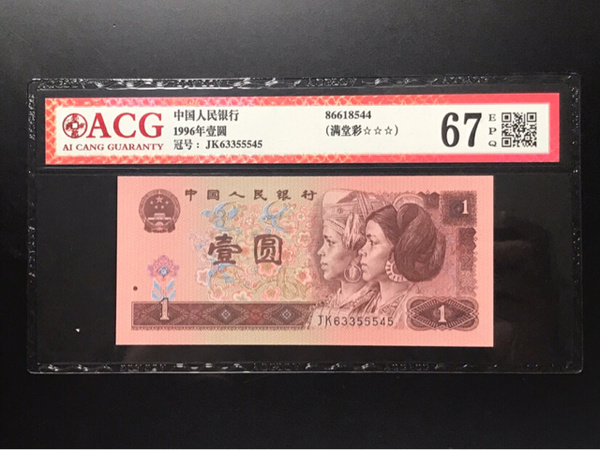 ACG
AI CANG GUARANTY
中国人民银行
1996年壹圆
冠号：JK63355545
86618544
(满堂彩☆☆☆)
67
EPQ
中国人民银行
壹圆
1
1
JK63355545
1